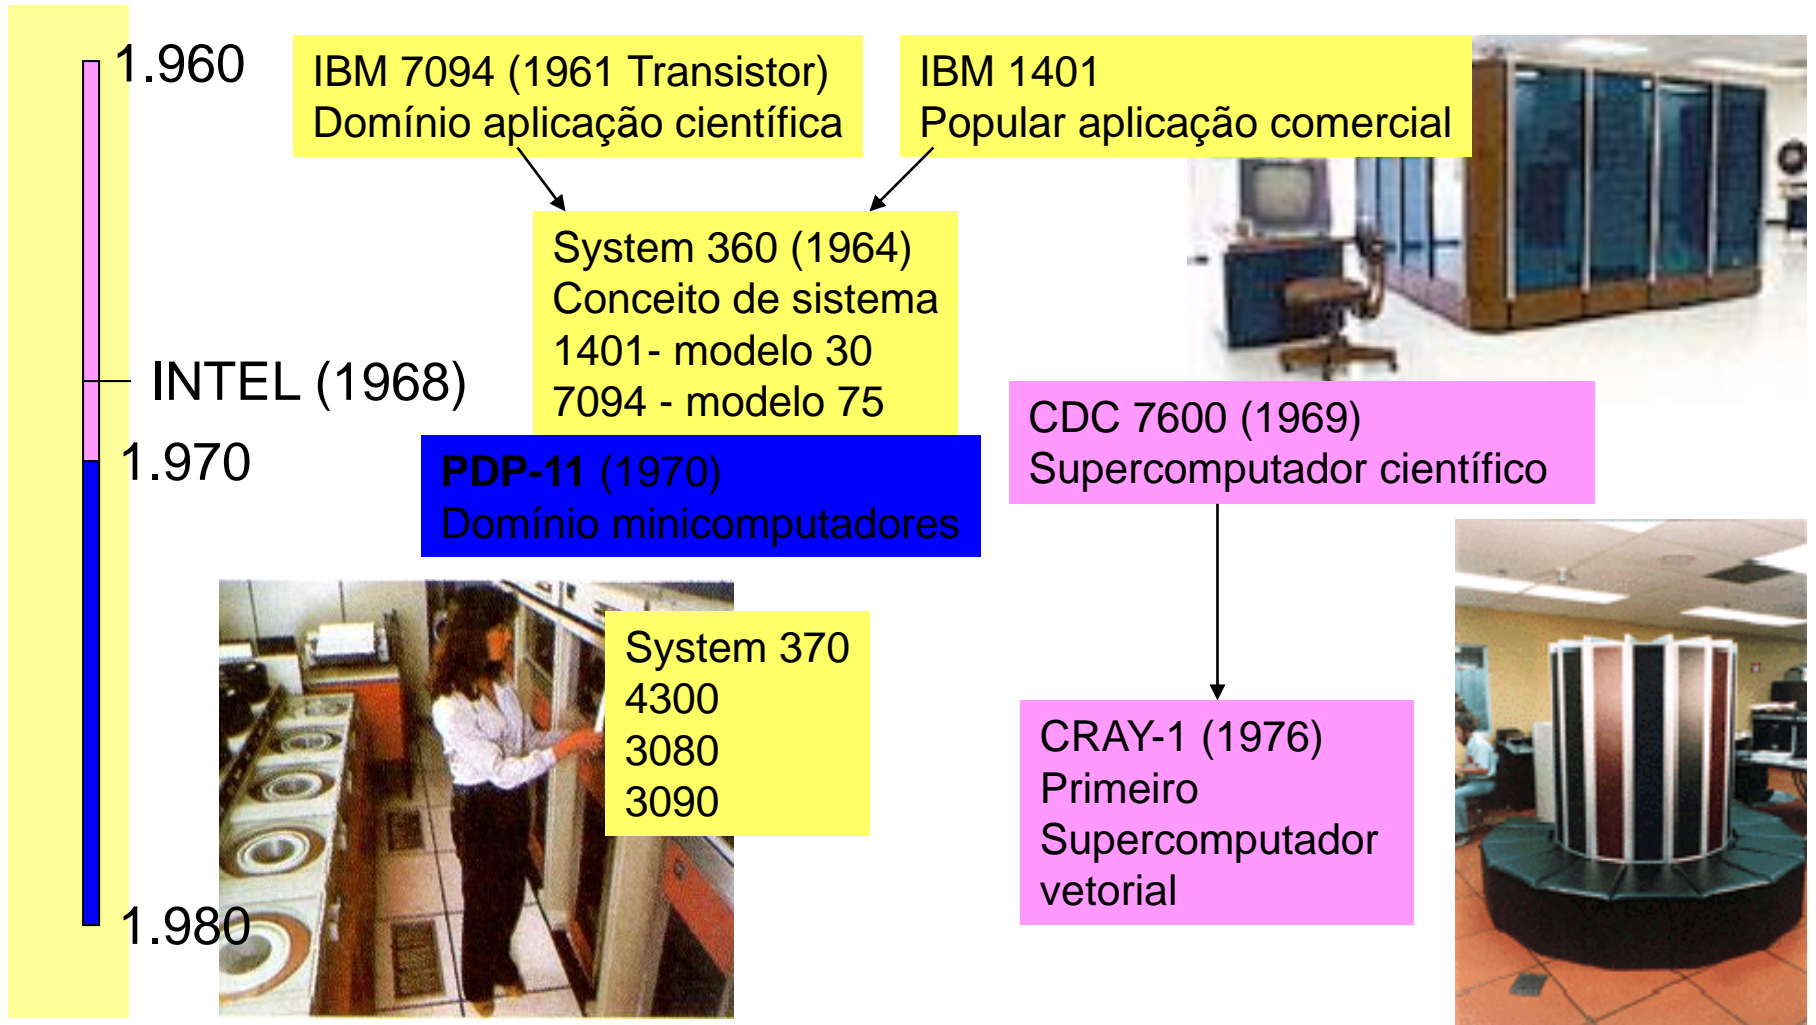 1.960
IBM 7094 (1961 Transistor)
Domínio aplicação científica
IBM 1401
Popular aplicação comercial
System 360 (1964)
Conceito de sistema
1401- modelo 30
7094 - modelo 75
INTEL (1968)
1.970
PDP-11 (1970)
Domínio minicomputadores
CDC 7600 (1969)
Supercomputador científico
System 370
4300
3080
3090
CRAY-1 (1976)
Primeiro
Supercomputador
vetorial
1.980